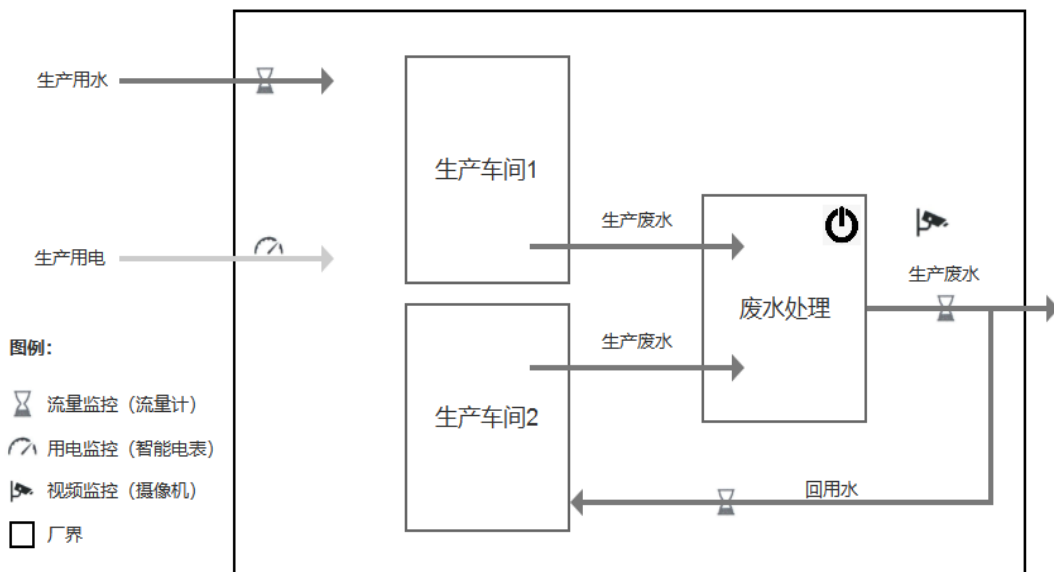 生产用水
生产车间1
生产废水
生产用电
生产废水
废水处理
生产废水
图例：
流量监控（流量计）
生产车间2
用电监控（智能电表）
视频监控（摄像机）
回用水
厂界